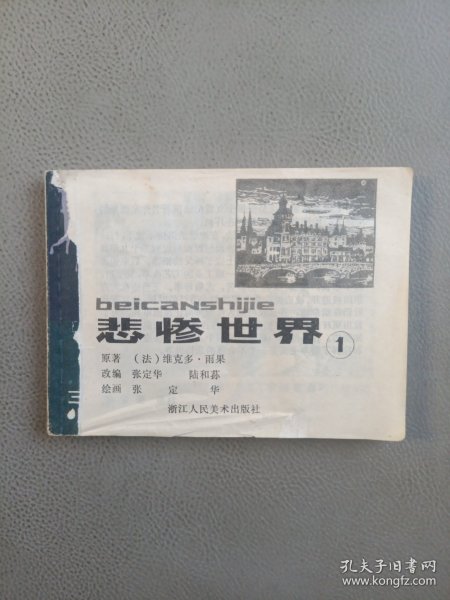 beicanshijie
悲惨世界 ①
原著 （法）维克多·雨果
改编 张定华 陆和荪
绘画 张定华
浙江人民美术出版社
孔夫子旧书网
www.kongfz.com